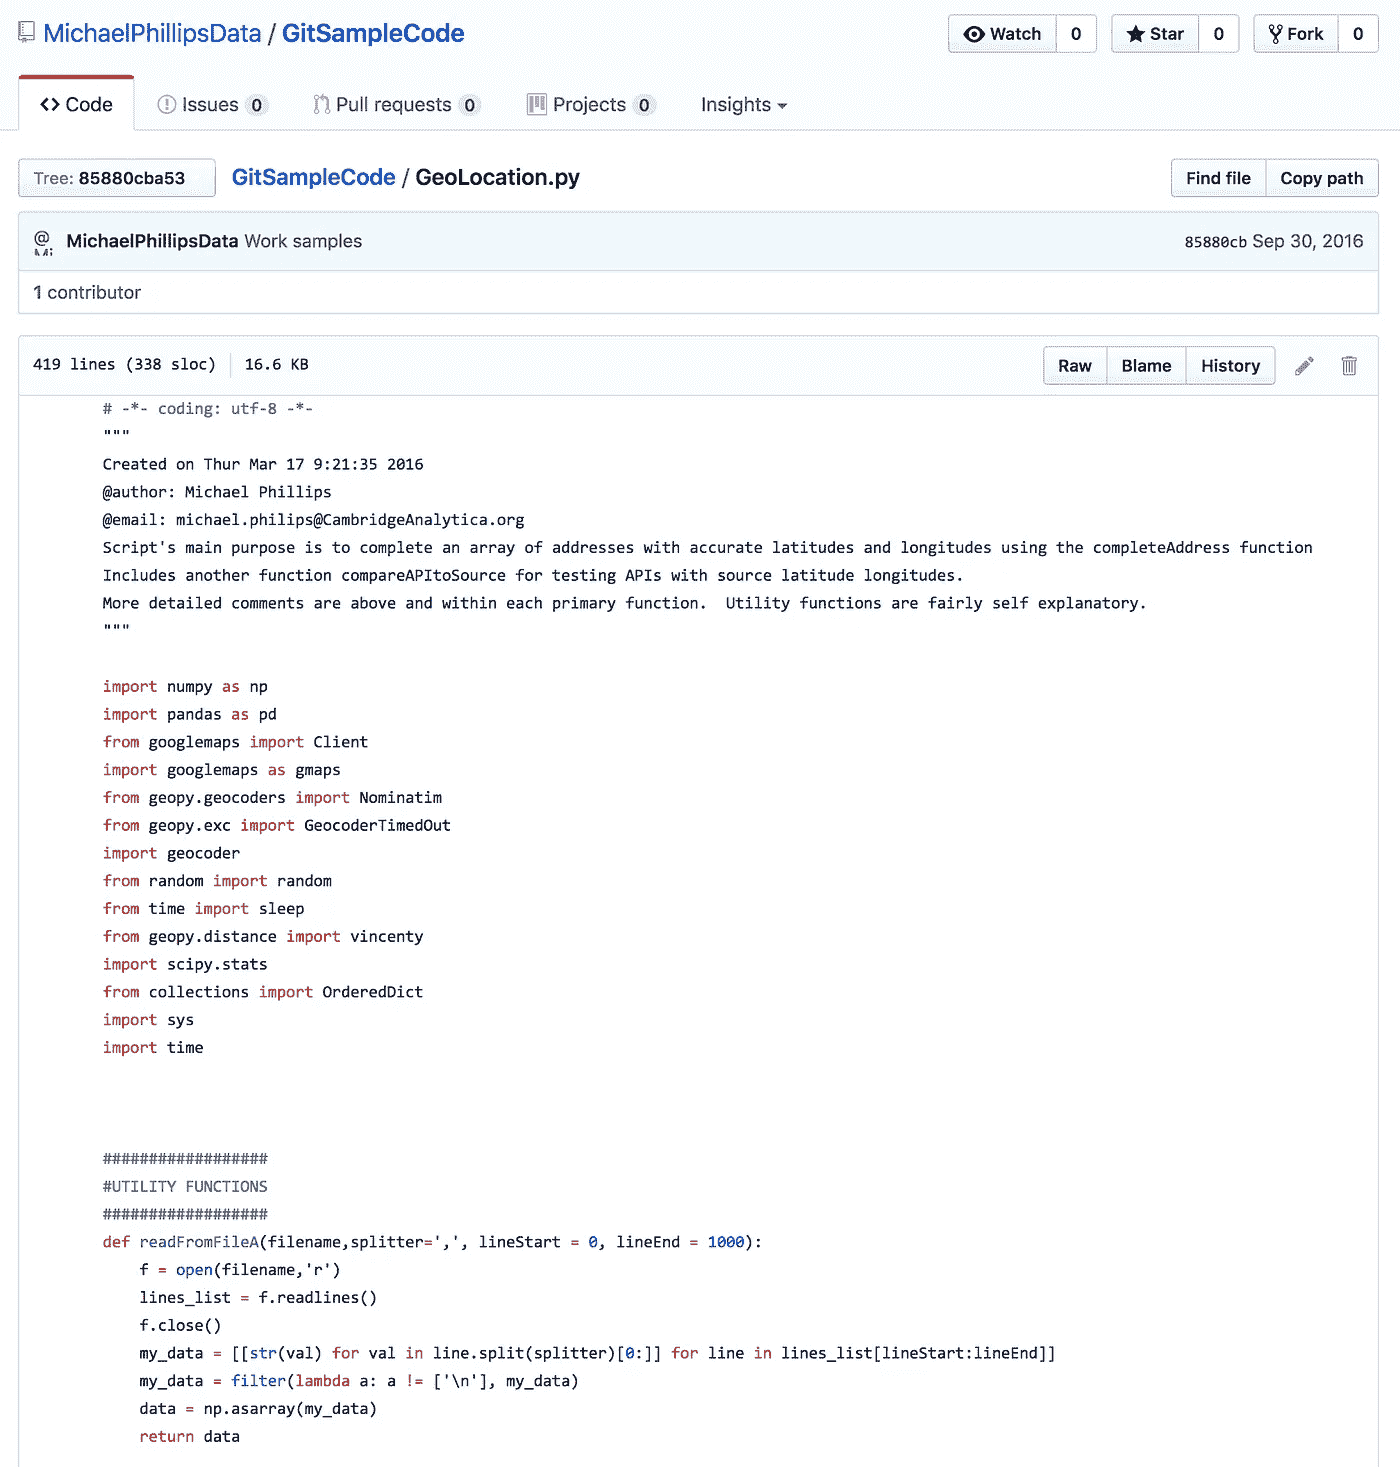 MichaelPhillipsData / GitSampleCode
Watch 0 Star 0 Fork 0
<> Code Issues 0 Pull requests 0 Projects 0 Insights
Tree: 85880cba53 GitSampleCode / GeoLocation.py Find file Copy path
MichaelPhillipsData Work samples 85880cb Sep 30, 2016
1 contributor
419 lines (338 sloc) 16.6 KB Raw Blame History
# -*- coding: utf-8 -*-
"""
Created on Thur Mar 17 9:21:35 2016
@author: Michael Phillips
@email: michael.philips@CambridgeAnalytica.org
Script's main purpose is to complete an array of addresses with accurate latitudes and longitudes using the completeAddress function
Includes another function compareAPItoSource for testing APIs with source latitude longitudes.
More detailed comments are above and within each primary function.  Utility functions are fairly self explanatory.
"""
import numpy as np
import pandas as pd
from googlemaps import Client
import googlemaps as gmaps
from geopy.geocoders import Nominatim
from geopy.exc import GeocoderTimedOut
import geocoder
from random import random
from time import sleep
from geopy.distance import vincenty
import scipy.stats
from collections import OrderedDict
import sys
import time
##################
#UTILITY FUNCTIONS
##################
def readFromFileA(filename,splitter=',', lineStart = 0, lineEnd = 1000):
    f = open(filename,'r')
    lines_list = f.readlines()
    f.close()
    my_data = [[str(val) for val in line.split(splitter)[0:]] for line in lines_list[lineStart:lineEnd]]
    my_data = filter(lambda a: a != ['\n'], my_data)
    data = np.asarray(my_data)
    return data